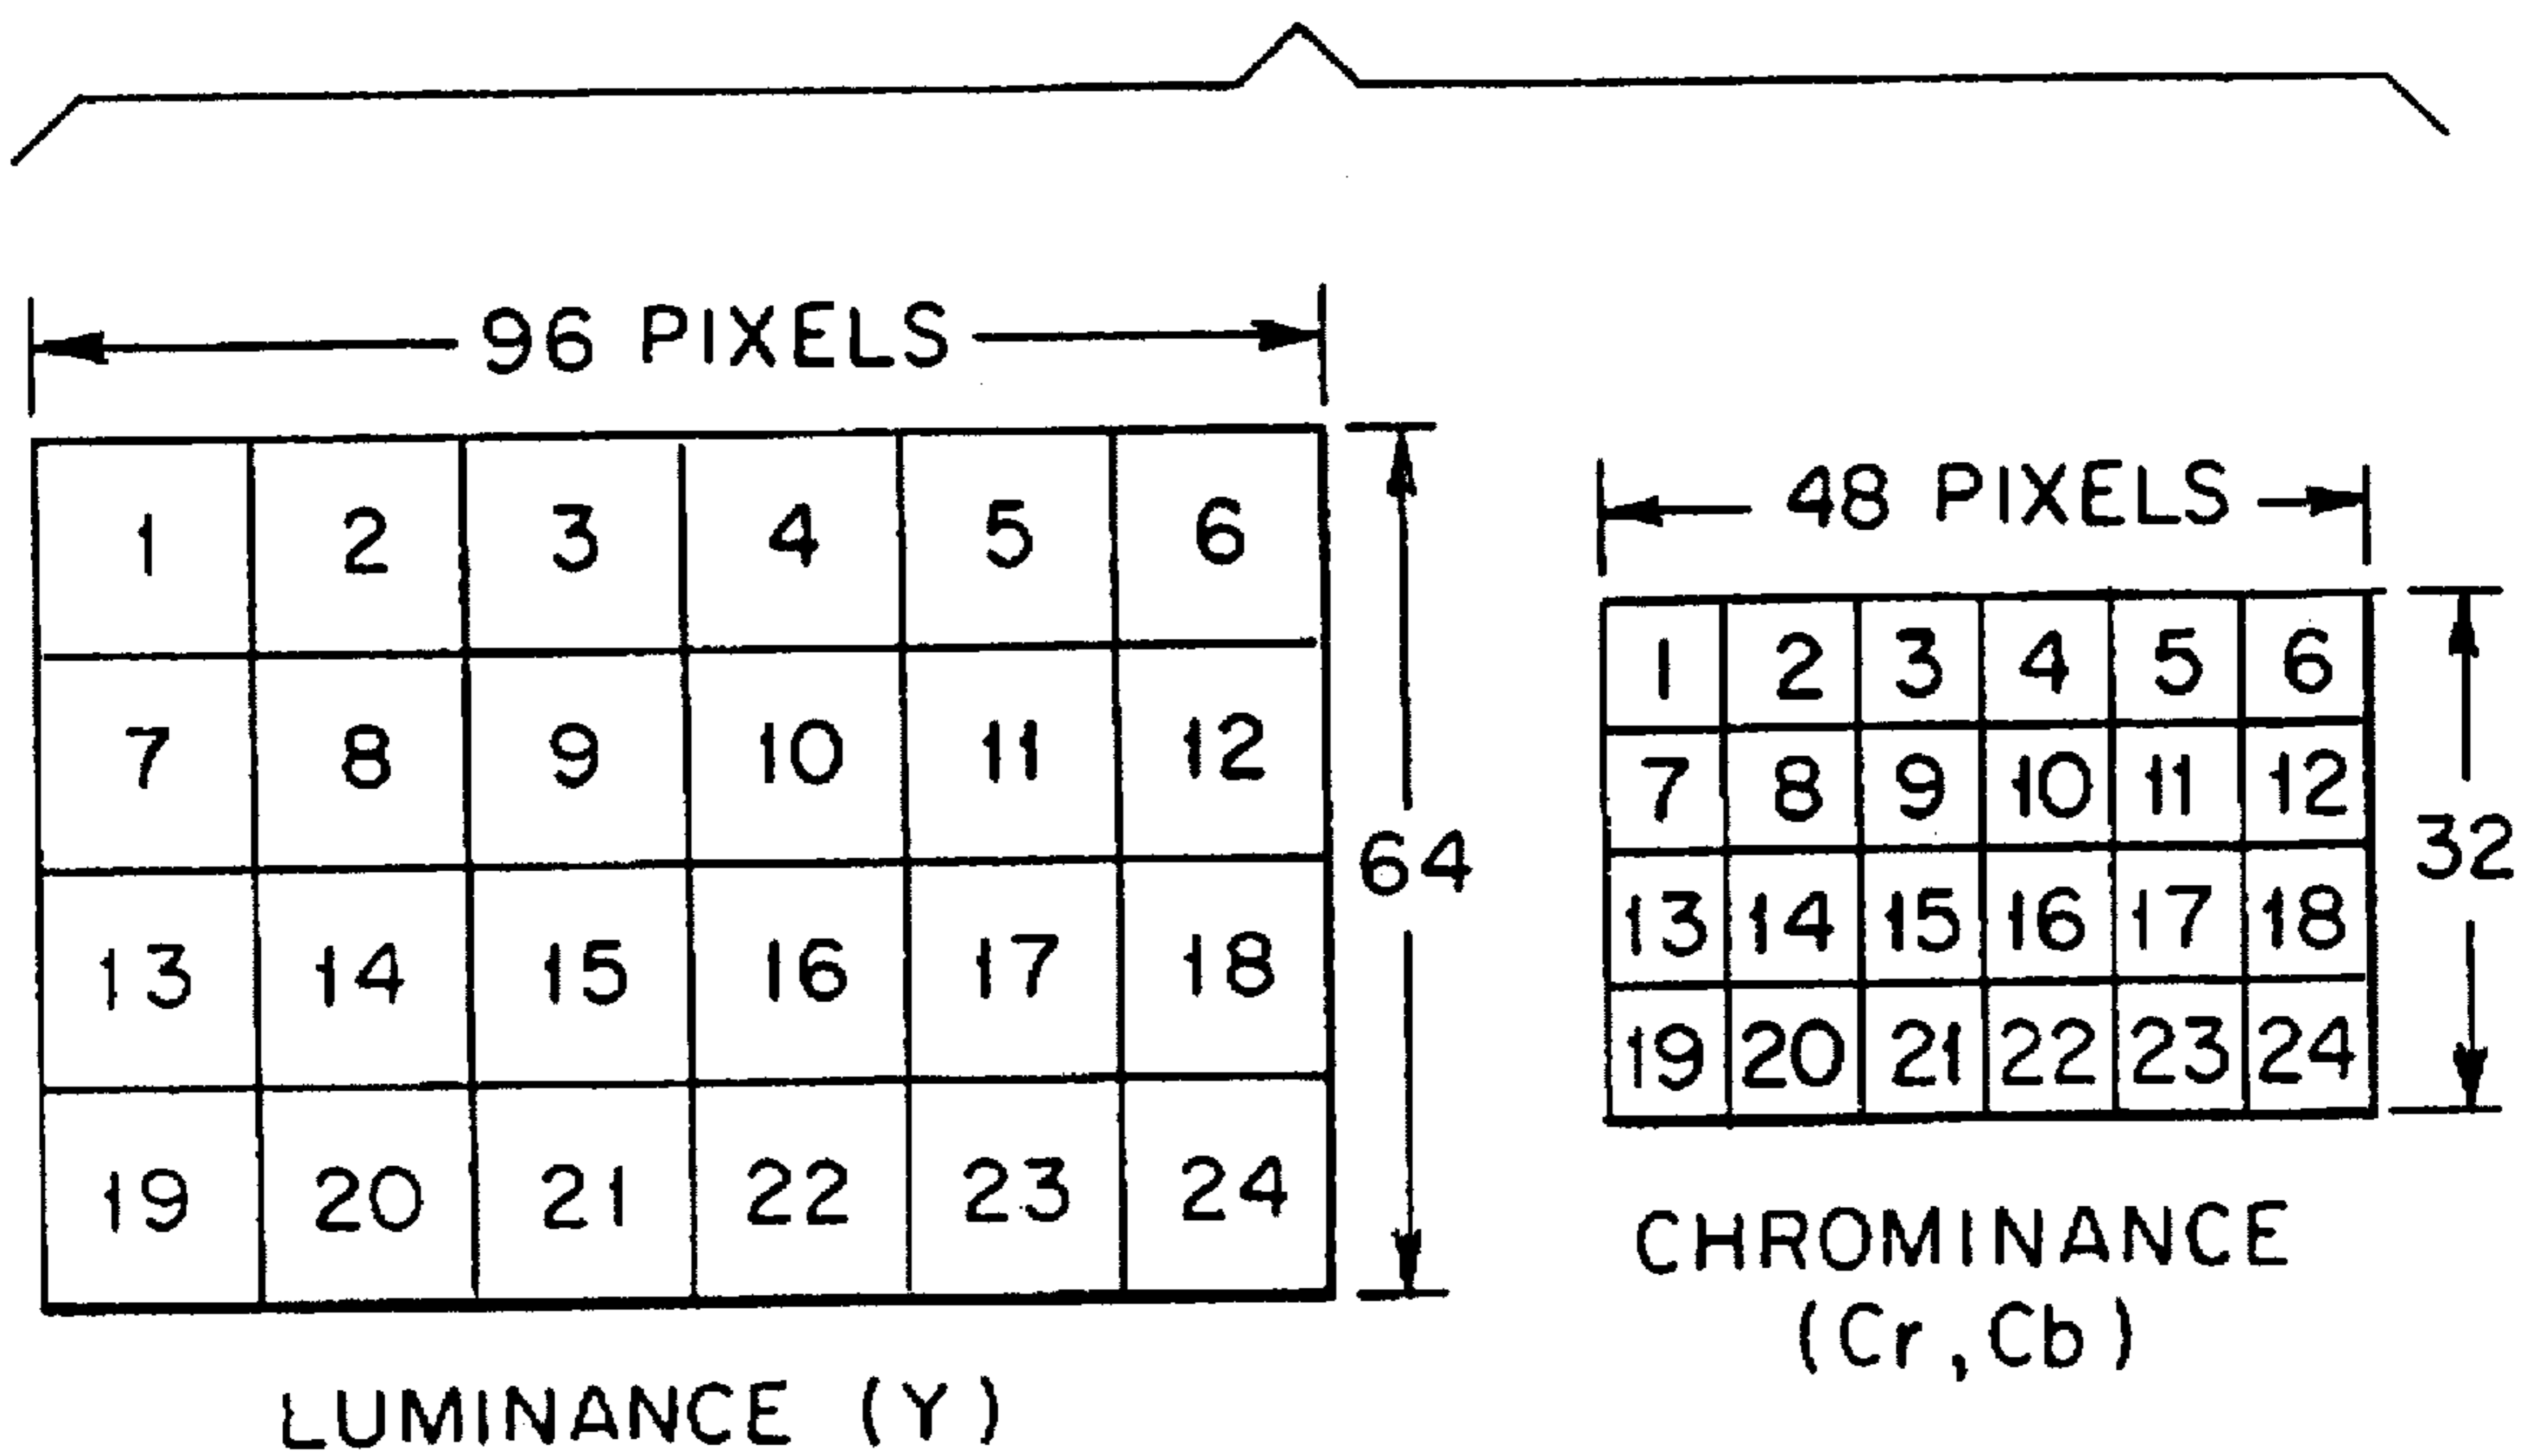 96 PIXELS
1 2 3 4 5 6
7 8 9 10 11 12
13 14 15 16 17 18
19 20 21 22 23 24
64
LUMINANCE (Y)
48 PIXELS
1 2 3 4 5 6
7 8 9 10 11 12
13 14 15 16 17 18
19 20 21 22 23 24
32
CHROMINANCE
(Cr,Cb)